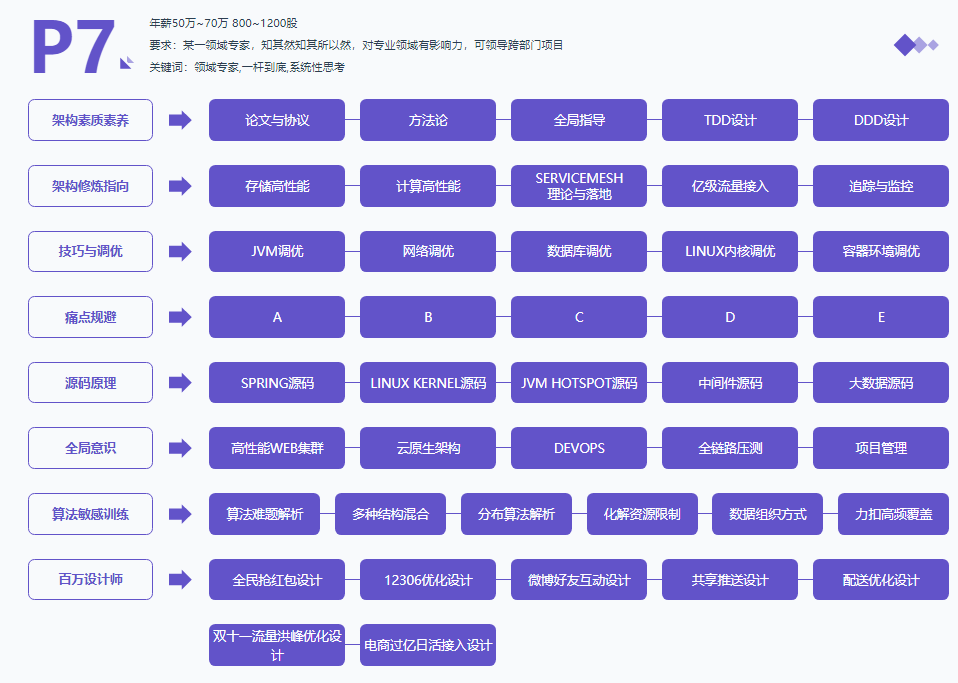 P7
年薪50万~70万 800~1200股
要求：某一领域专家，知其然知其所以然，对专业领域有影响力，可领导跨部门项目
关键词：领域专家,一杆到底,系统性思考
架构素质素养
论文与协议
方法论
全局指导
TDD设计
DDD设计
架构修炼指向
存储高性能
计算高性能
SERVICEMESH
理论与落地
亿级流量接入
追踪与监控
技巧与调优
JVM调优
网络调优
数据库调优
LINUX内核调优
容器环境调优
痛点规避
A
B
C
D
E
源码原理
SPRING源码
LINUX KERNEL源码
JVM HOTSPOT源码
中间件源码
大数据源码
全局意识
高性能WEB集群
云原生架构
DEVOPS
全链路压测
项目管理
算法敏感训练
算法难题解析
多种结构混合
分布算法解析
化解资源限制
数据组织方式
力扣高频覆盖
百万设计师
全民抢红包设计
12306优化设计
微博好友互动设计
共享推送设计
配送优化设计
双十一流量洪峰优化设
计
电商过亿日活接入设计